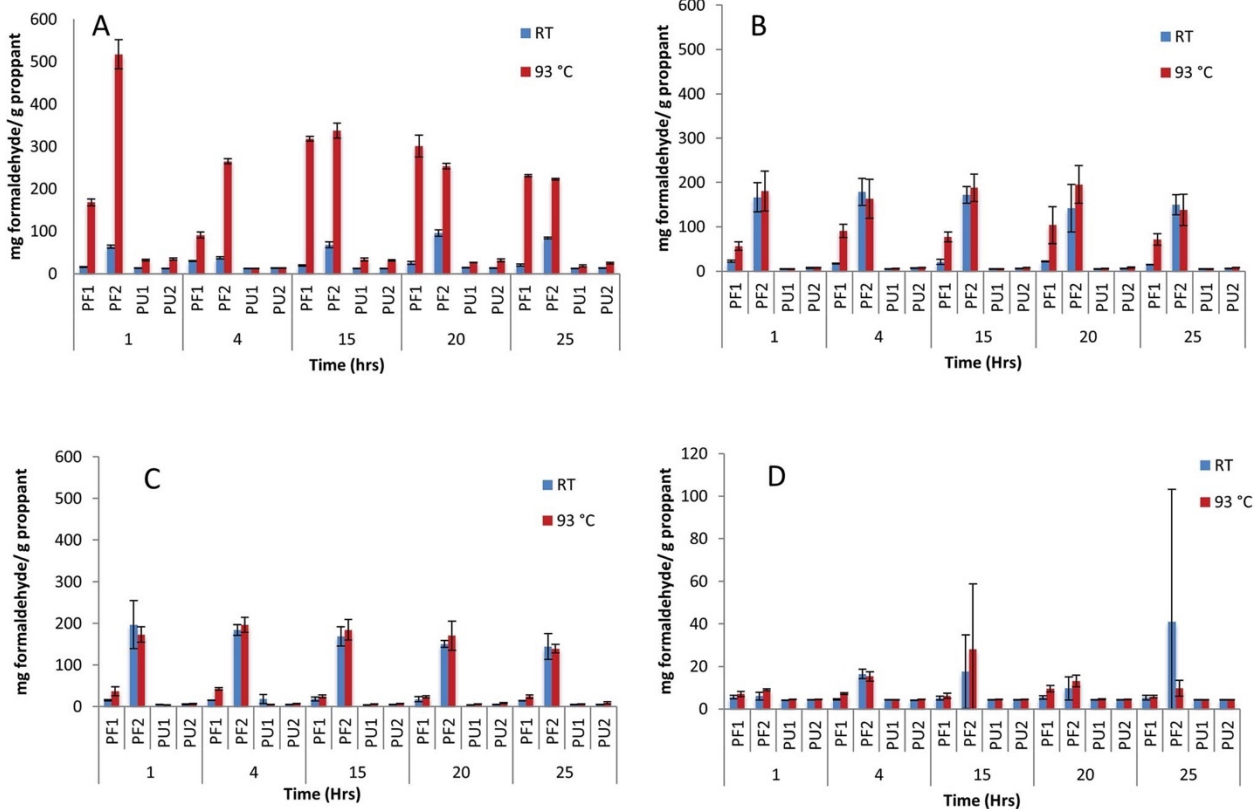 A
mg formaldehyde/ g proppant
600
500
400
300
200
100
0
RT
93 °C
PF1 PF2 PU1 PU2 PF1 PF2 PU1 PU2 PF1 PF2 PU1 PU2 PF1 PF2 PU1 PU2 PF1 PF2 PU1 PU2
1 4 15 20 25
Time (hrs)
B
mg formaldehyde/ g proppant
600
500
400
300
200
100
0
RT
93 °C
PF1 PF2 PU1 PU2 PF1 PF2 PU1 PU2 PF1 PF2 PU1 PU2 PF1 PF2 PU1 PU2 PF1 PF2 PU1 PU2
1 4 15 20 25
Time (Hrs)
C
mg formaldehyde/ g proppant
600
500
400
300
200
100
0
RT
93 °C
PF1 PF2 PU1 PU2 PF1 PF2 PU1 PU2 PF1 PF2 PU1 PU2 PF1 PF2 PU1 PU2 PF1 PF2 PU1 PU2
1 4 15 20 25
Time (Hrs)
D
mg formaldehyde/ g proppant
120
100
80
60
40
20
0
RT
93 °C
PF1 PF2 PU1 PU2 PF1 PF2 PU1 PU2 PF1 PF2 PU1 PU2 PF1 PF2 PU1 PU2 PF1 PF2 PU1 PU2
1 4 15 20 25
Time (Hrs)